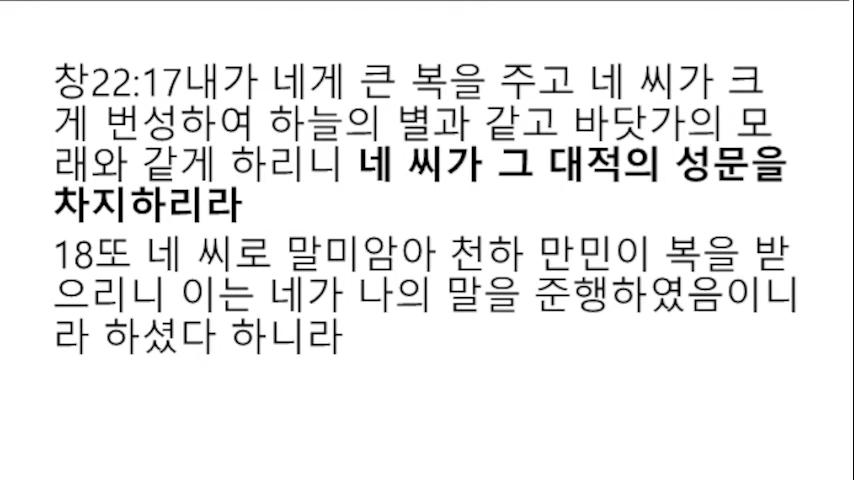 창22:17내가 네게 큰 복을 주고 네 씨가 크
게 번성하여 하늘의 별과 같고 바닷가의 모
래와 같게 하리니 네 씨가 그 대적의 성문을
차지하리라
18또 네 씨로 말미암아 천하 만민이 복을 받
으리니 이는 네가 나의 말을 준행하였음이니
라 하셨다 하니라